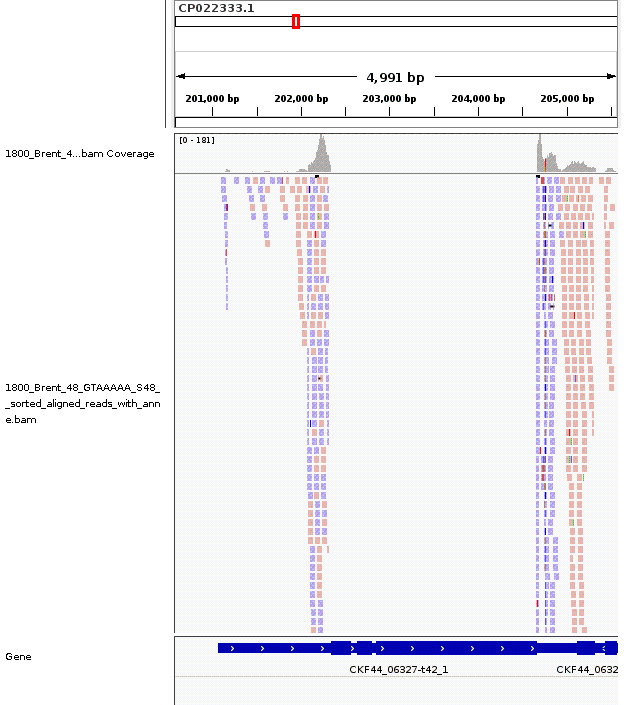 CP022333.1
4,991 bp
201,000 bp 202,000 bp 203,000 bp 204,000 bp 205,000 bp
[0 - 181]
1800_Brent_4...bam Coverage
1800_Brent_48_GTAAAAA_S48_
_sorted_aligned_reads_with_ann
e.bam
Gene
CKF44_06327-t42_1 CKF44_0632